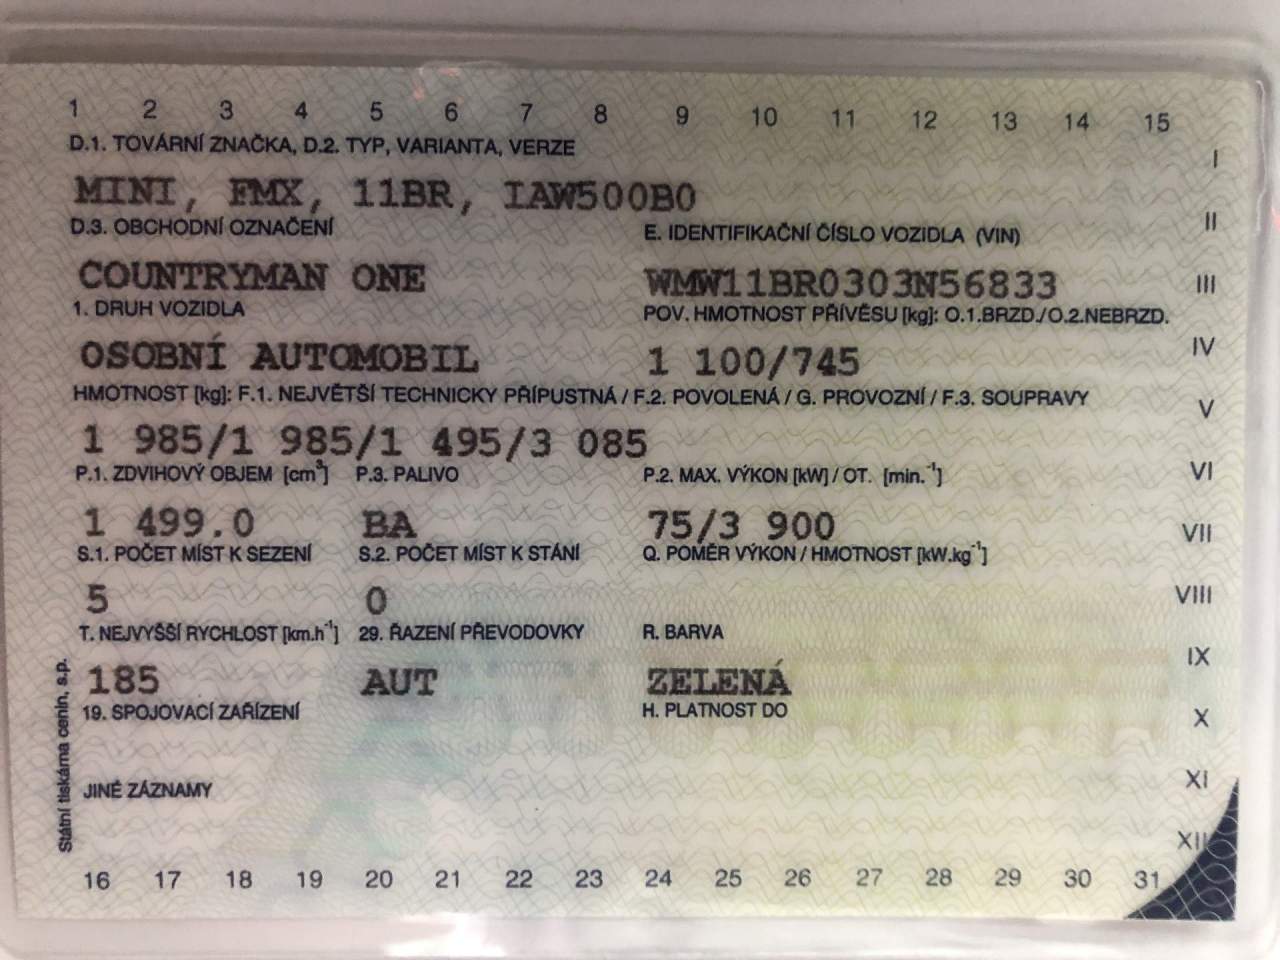 1 2 3 4 5 6 7 8 9 10 11 12 13 14 15
D.1. TOVÁRNÍ ZNAČKA, D.2. TYP, VARIANTA, VERZE
I
MINI, FMX, 11BR, IAW500B0
II
D.3. OBCHODNÍ OZNAČENÍ E. IDENTIFIKAČNÍ ČÍSLO VOZIDLA (VIN)
COUNTRYMAN ONE WMW11BR0303N56833 III
1. DRUH VOZIDLA POV. HMOTNOST PŘÍVĚSU [kg]: O.1.BRZD./O.2.NEBRZD.
OSOBNÍ AUTOMOBIL 1 100/745 IV
HMOTNOST [kg]: F.1. NEJVĚTŠÍ TECHNICKY PŘÍPUSTNÁ / F.2. POVOLENÁ / G. PROVOZNÍ / F.3. SOUPRAVY
V
1 985/1 985/1 495/3 085
P.1. ZDVIHOVÝ OBJEM [cm³] P.3. PALIVO P.2. MAX. VÝKON [kW] / OT. [min.⁻¹] VI
1 499.0 BA 75/3 900 VII
S.1. POČET MÍST K SEZENÍ S.2. POČET MÍST K STÁNÍ Q. POMĚR VÝKON / HMOTNOST [kW.kg⁻¹]
5 0 VIII
T. NEJVYŠŠÍ RYCHLOST [km.h⁻¹] 29. ŘAZENÍ PŘEVODOVKY R. BARVA
IX
185 AUT ZELENÁ
19. SPOJOVACÍ ZAŘÍZENÍ H. PLATNOST DO X
JINÉ ZÁZNAMY XI
XII
16 17 18 19 20 21 22 23 24 25 26 27 28 29 30 31
Státní tiskárna cenin, s.p.